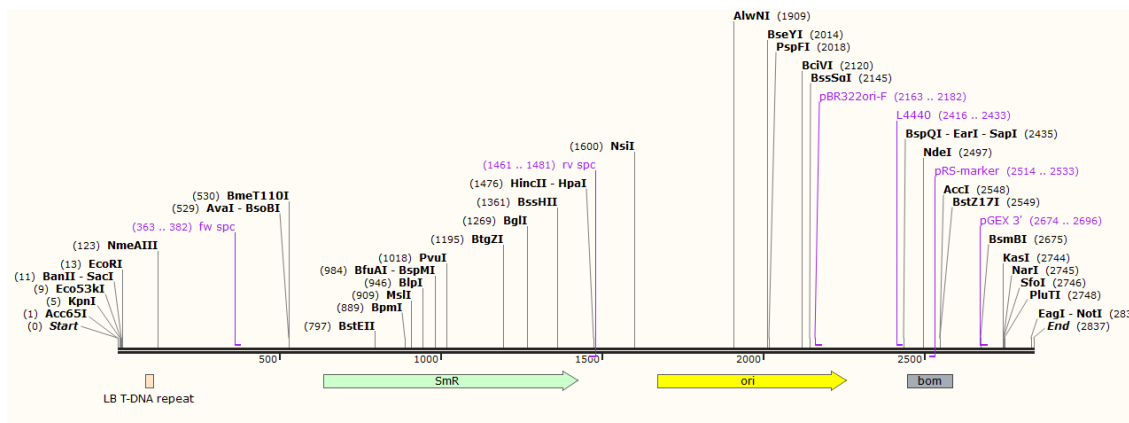 AlwNI (1909)
BseYI (2014)
PspFI (2018)
BciVI (2120)
BssSαI (2145)
pBR322ori-F (2163 .. 2182)
L4440 (2416 .. 2433)
BspQI - EarI - SapI (2435)
(1600) NsiI
NdeI (2497)
(1461 .. 1481) rv spc
pRS-marker (2514 .. 2533)
(1476) HincII - HpaI
AccI (2548)
(530) BmeT110I
(1361) BssHII
BstZ17I (2549)
(529) AvaI - BsoBI
(1269) BglI
pGEX 3' (2674 .. 2696)
(363 .. 382) fw spc
(1195) BtgZI
BsmBI (2675)
(123) NmeAIII
(1018) PvuI
KasI (2744)
(13) EcoRI
(984) BfuAI - BspMI
NarI (2745)
(11) BanII - SacI
(946) BlpI
SfoI (2746)
(9) Eco53kI
(909) MslI
PluTI (2748)
(5) KpnI
(889) BpmI
(1) Acc65I
EagI - NotI (283
(0) Start
(797) BstEII
End (2837)
500 1000 1500 2000 2500
SmR ori bom
LB T-DNA repeat